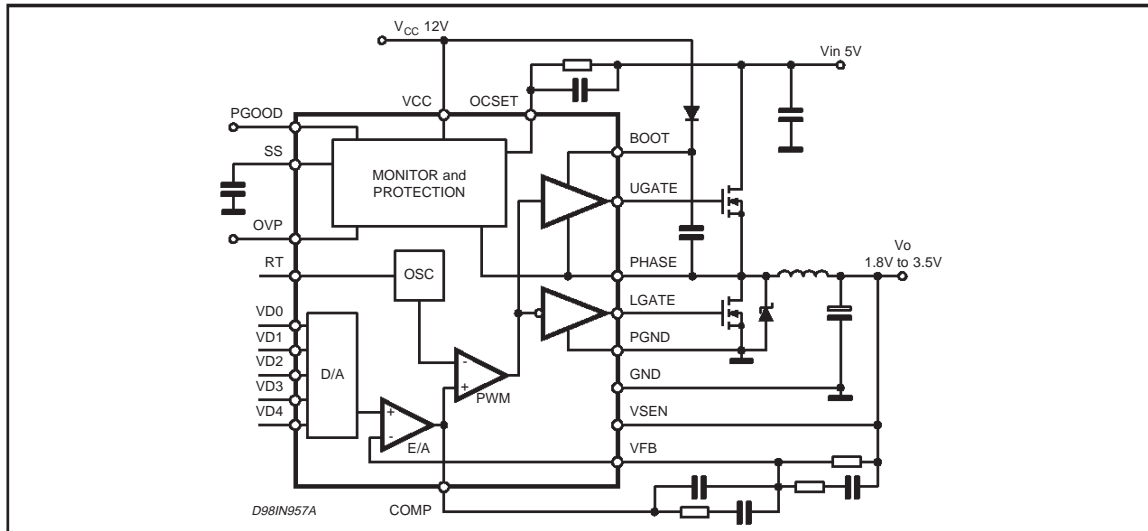 VCC 12V
Vin 5V
VCC
OCSET
PGOOD
BOOT
SS
MONITOR and
PROTECTION
UGATE
OVP
Vo
1.8V to 3.5V
RT
OSC
PHASE
LGATE
VD0
VD1
PGND
VD2
D/A
-
+
PWM
GND
VD3
VD4
+
-
E/A
VSEN
VFB
D98IN957A
COMP